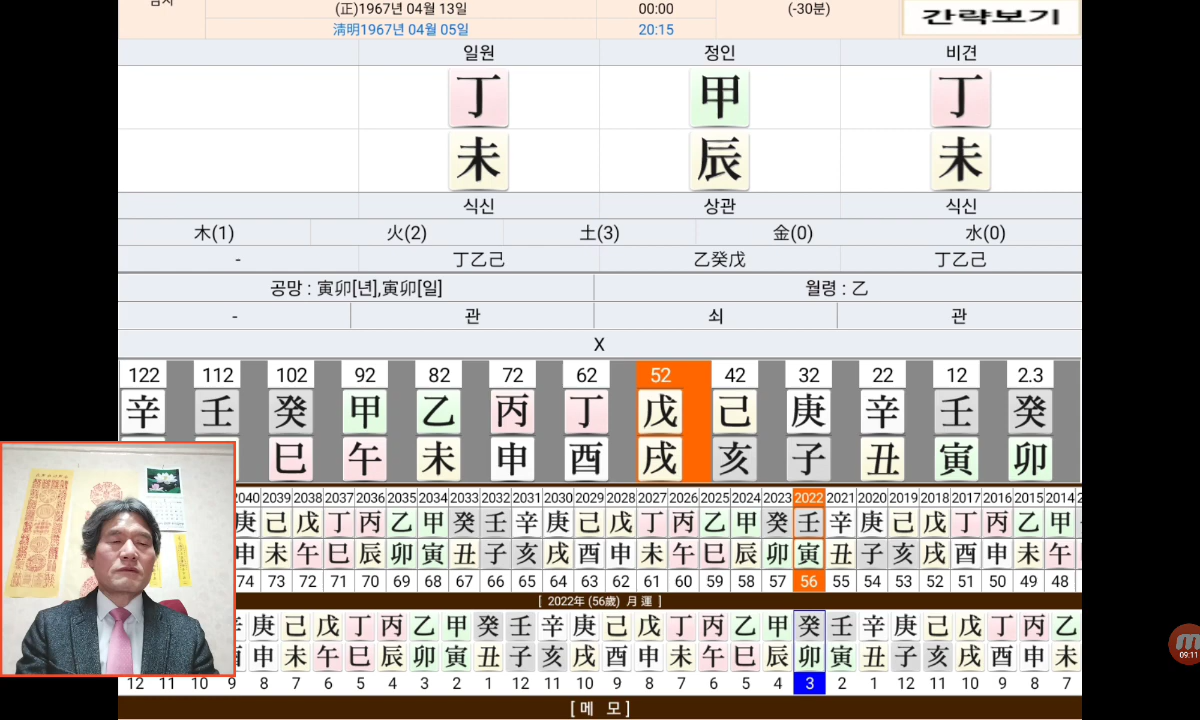 (正)1967년 04월 13일 00:00 (-30분) 간략보기
淸明1967년 04월 05일 20:15
일원 정인 비견
丁 甲 丁
未 辰 未
식신 상관 식신
木(1) 火(2) 土(3) 金(0) 水(0)
- 丁乙己 乙癸戊 丁乙己
공망 : 寅卯[년],寅卯[일] 월령 : 乙
- 관 쇠 관
X
122 112 102 92 82 72 62 52 42 32 22 12 2.3
辛 壬 癸 甲 乙 丙 丁 戊 己 庚 辛 壬 癸
巳 午 未 申 酉 戌 亥 子 丑 寅 卯
2040 2039 2038 2037 2036 2035 2034 2033 2032 2031 2030 2029 2028 2027 2026 2025 2024 2023 2022 2021 2020 2019 2018 2017 2016 2015 2014
庚 己 戊 丁 丙 乙 甲 癸 壬 辛 庚 己 戊 丁 丙 乙 甲 癸 壬 辛 庚 己 戊 丁 丙 乙 甲
申 未 午 巳 辰 卯 寅 丑 子 亥 戌 酉 申 未 午 巳 辰 卯 寅 丑 子 亥 戌 酉 申 未 午
74 73 72 71 70 69 68 67 66 65 64 63 62 61 60 59 58 57 56 55 54 53 52 51 50 49 48
[ 2022年 (56歲) 月 運 ]
庚 己 戊 丁 丙 乙 甲 癸 壬 辛 庚 己 戊 丁 丙 乙 甲 癸 壬 辛 庚 己 戊 丁 丙 乙
申 未 午 巳 辰 卯 寅 丑 子 亥 戌 酉 申 未 午 巳 辰 卯 寅 丑 子 亥 戌 酉 申 未
12 11 10 9 8 7 6 5 4 3 2 1 12 11 10 9 8 7 6 5 4 3 2 1 12 11 10 9 8 7
[ 메 모 ]
09:11